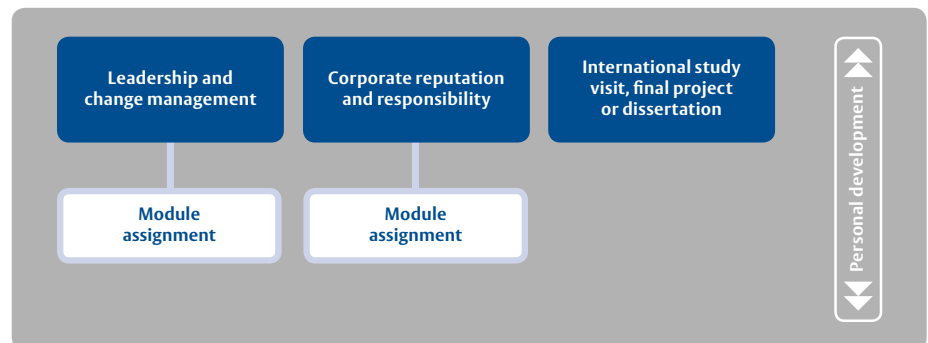 Leadership and
change management
Corporate reputation
and responsibility
International study
visit, final project
or dissertation
Module
assignment
Module
assignment
Personal development